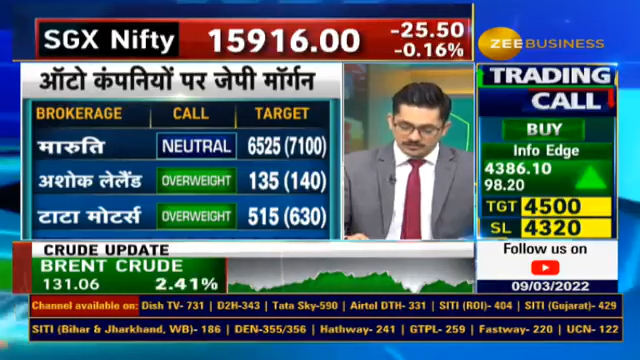 SGX Nifty 15916.00 -25.50 -0.16%
ZEE BUSINESS
ऑटो कंपनियों पर जेपी मॉर्गन
BROKERAGE CALL TARGET
मारुति NEUTRAL 6525 (7100)
अशोक लेलैंड OVERWEIGHT 135 (140)
टाटा मोटर्स OVERWEIGHT 515 (630)
TRADING
CALL
BUY
Info Edge
4386.10
98.20
TGT 4500
SL 4320
CRUDE UPDATE
BRENT CRUDE
131.06 2.41%
Follow us on
09/03/2022
Channel available on: Dish TV- 731 | D2H-343 | Tata Sky-590 | Airtel DTH- 331 | SITI (ROI)- 404 | SITI (Gujarat)- 429
SITI (Bihar & Jharkhand, WB)- 186 | DEN-355/356 | Hathway- 241 | GTPL- 259 | Fastway- 220 | UCN- 122